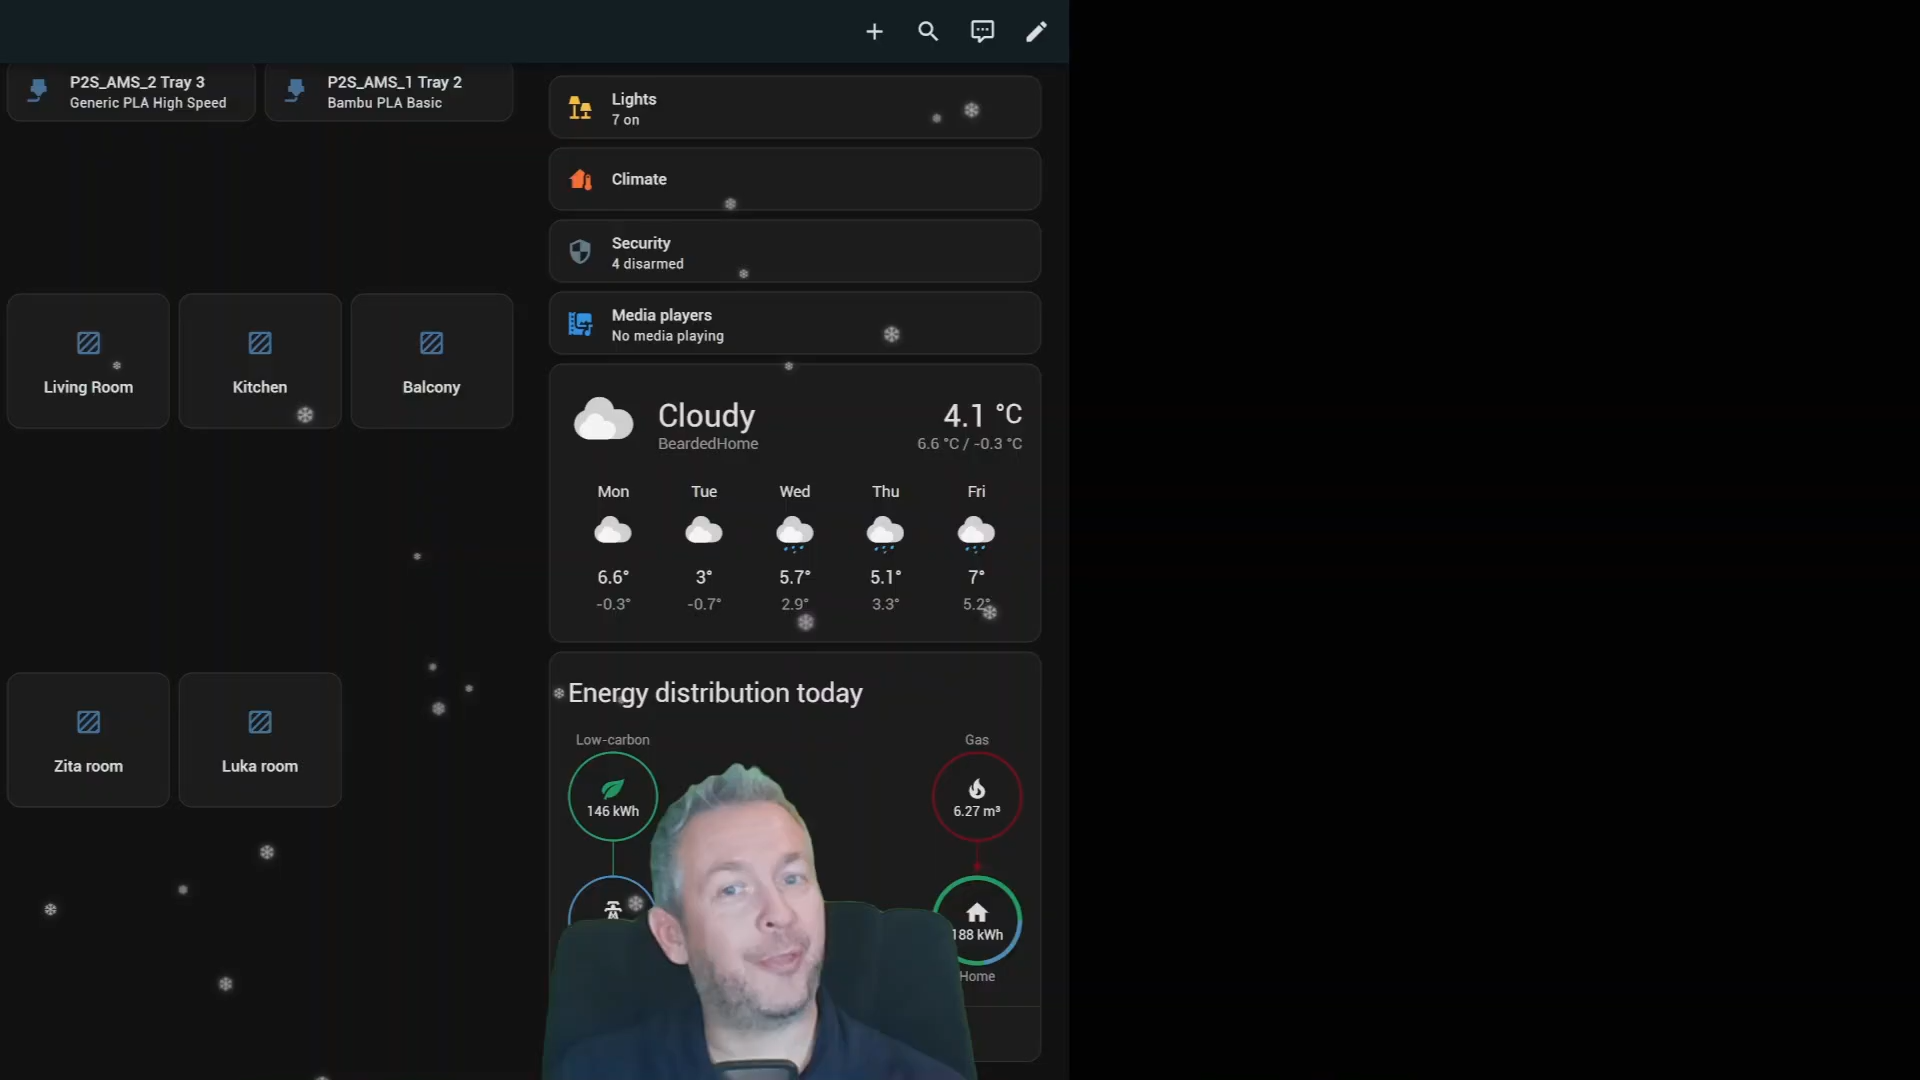 P2S_AMS_2 Tray 3
Generic PLA High Speed
P2S_AMS_1 Tray 2
Bambu PLA Basic
Living Room
Kitchen
Balcony
Zita room
Luka room
Lights
7 on
Climate
Security
4 disarmed
Media players
No media playing
Cloudy
BeardedHome
4.1 °C
6.6 °C / -0.3 °C
Mon Tue Wed Thu Fri
6.6° 3° 5.7° 5.1° 7°
-0.3° -0.7° 2.9° 3.3° 5.2°
Energy distribution today
Low-carbon
Gas
146 kWh
6.27 m³
188 kWh
Home